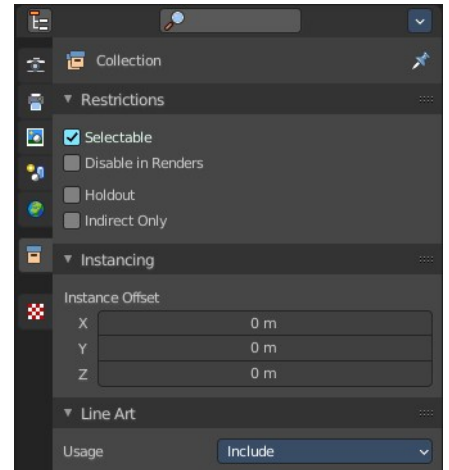 Collection
Restrictions
Selectable
Disable in Renders
Holdout
Indirect Only
Instancing
Instance Offset
X 0 m
Y 0 m
Z 0 m
Line Art
Usage Include